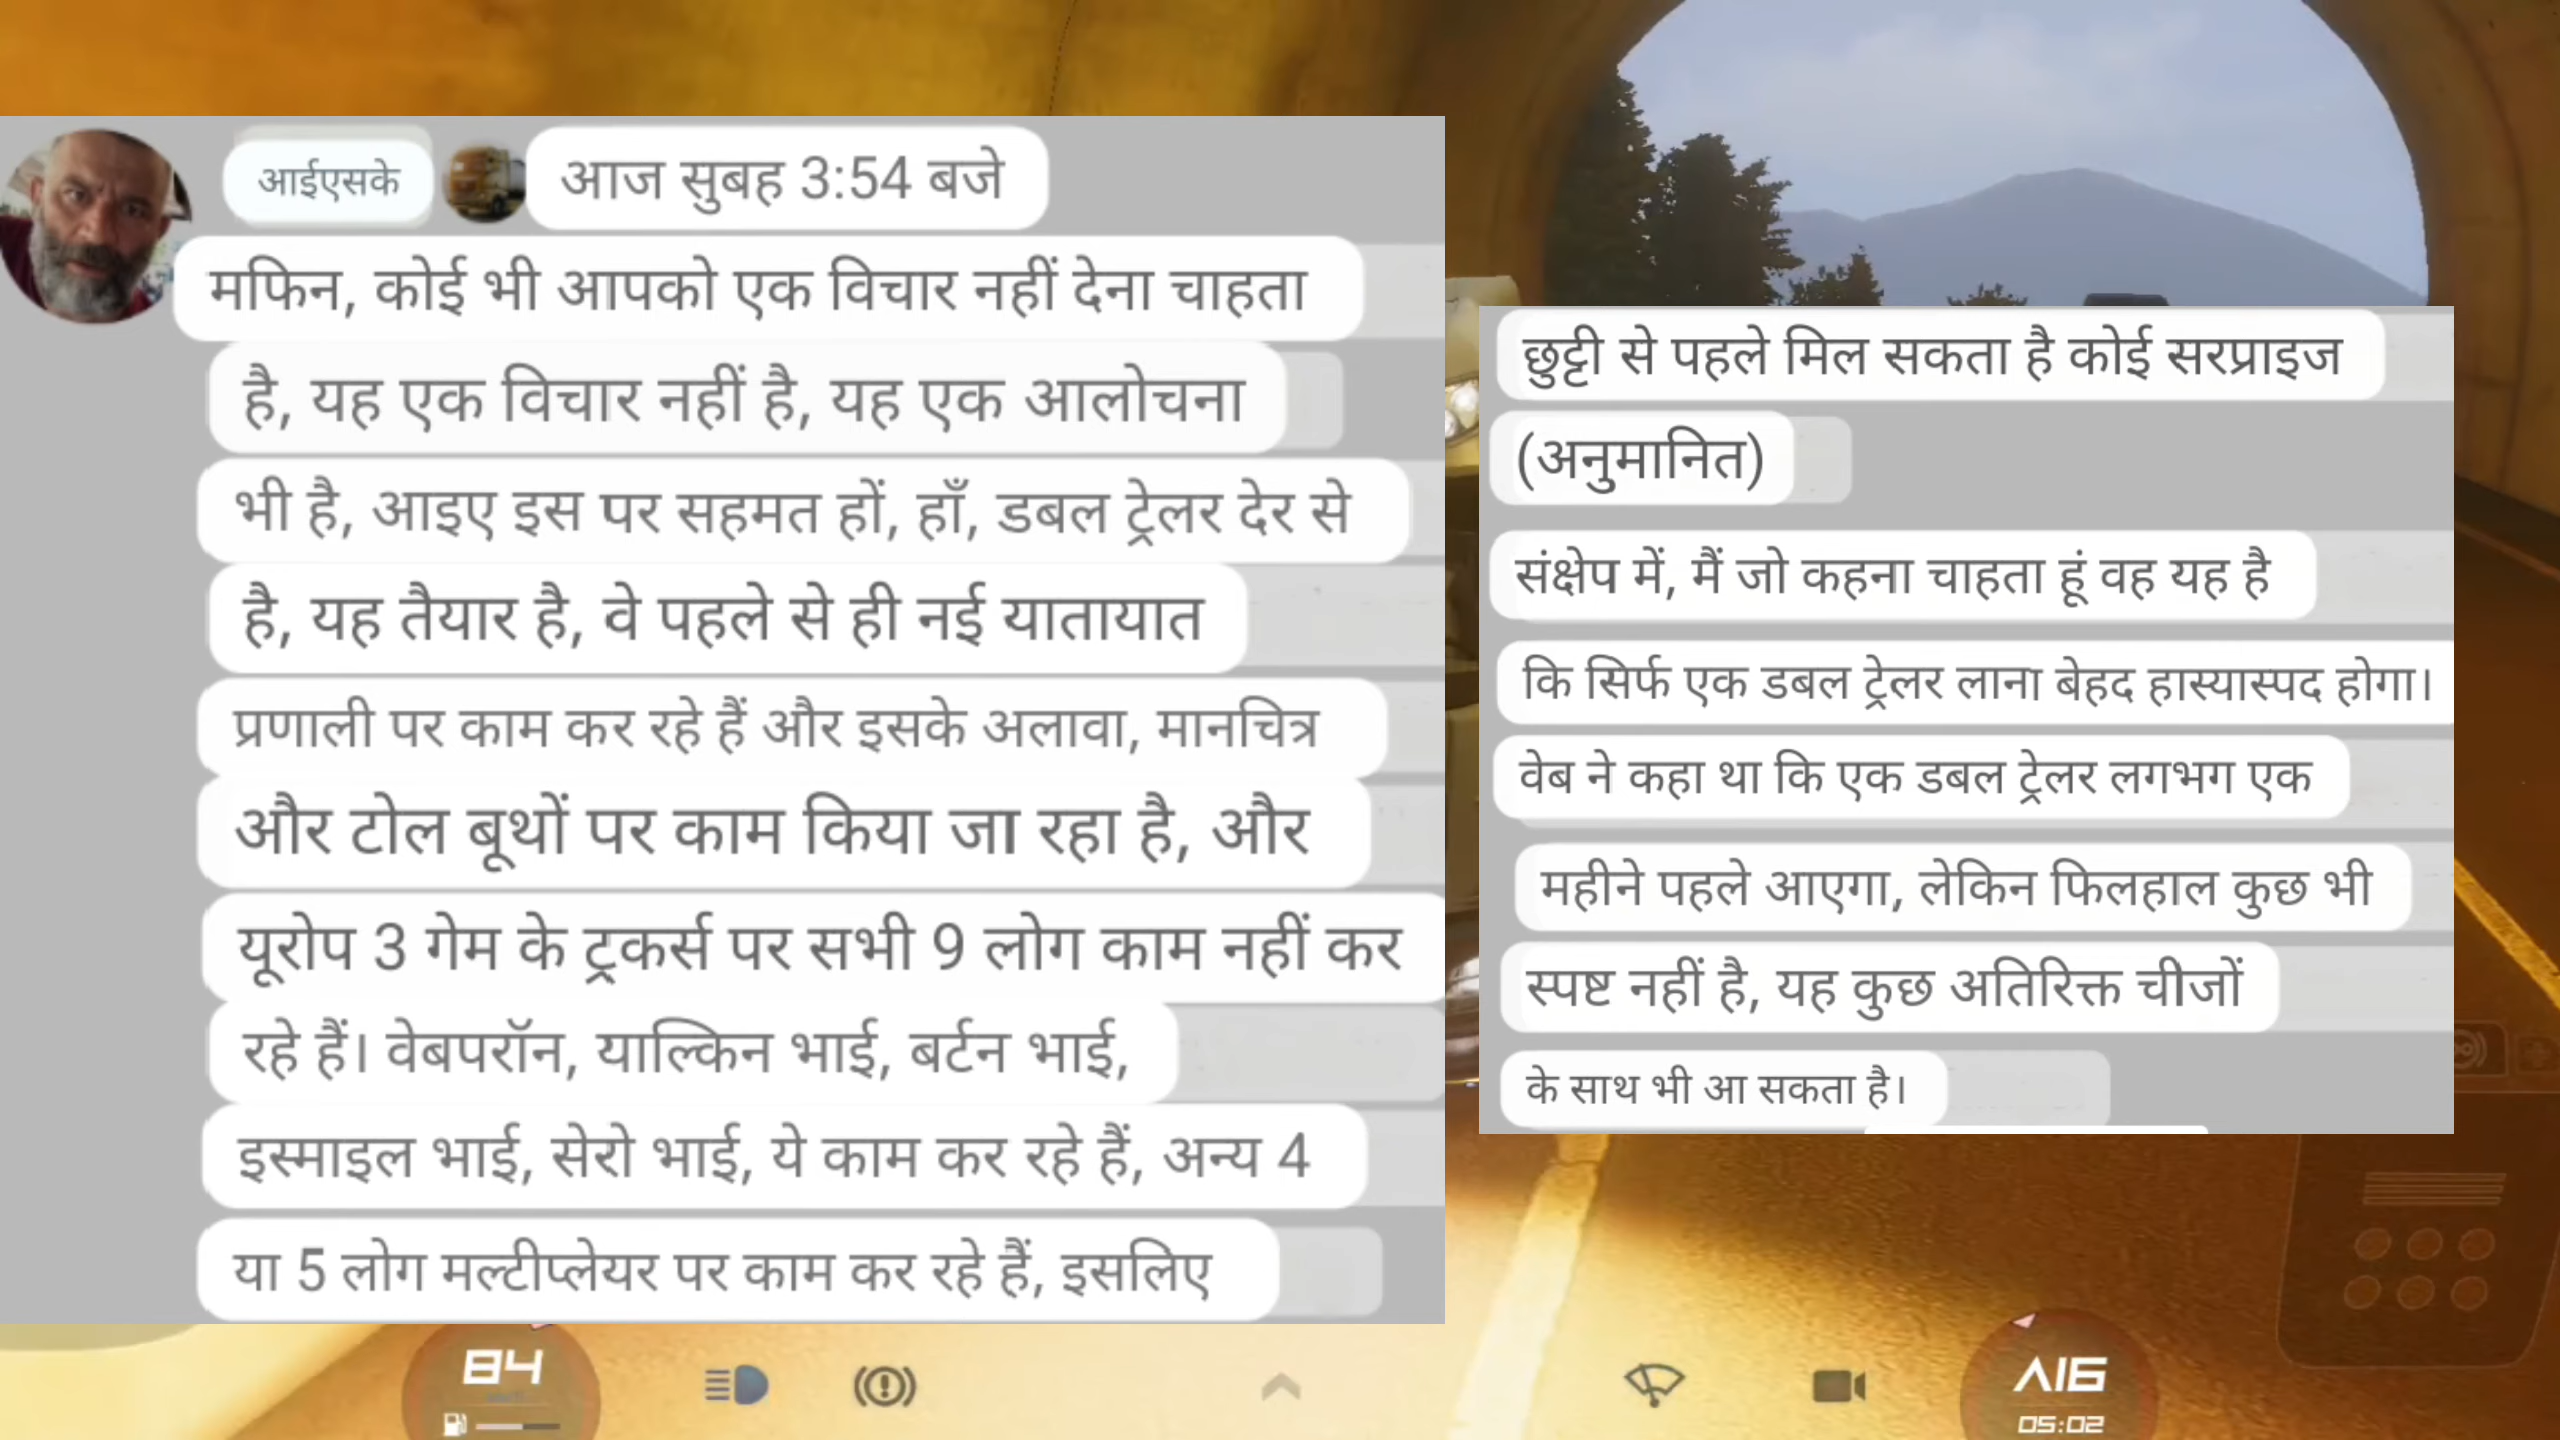 आईएसके
आज सुबह 3:54 बजे
मफिन, कोई भी आपको एक विचार नहीं देना चाहता
है, यह एक विचार नहीं है, यह एक आलोचना
भी है, आइए इस पर सहमत हों, हाँ, डबल ट्रेलर देर से
है, यह तैयार है, वे पहले से ही नई यातायात
प्रणाली पर काम कर रहे हैं और इसके अलावा, मानचित्र
और टोल बूथों पर काम किया जा रहा है, और
यूरोप 3 गेम के ट्रकर्स पर सभी 9 लोग काम नहीं कर
रहे हैं। वेबपरॉन, याल्किन भाई, बर्टन भाई,
इस्माइल भाई, सेरो भाई, ये काम कर रहे हैं, अन्य 4
या 5 लोग मल्टीप्लेयर पर काम कर रहे हैं, इसलिए
छुट्टी से पहले मिल सकता है कोई सरप्राइज
(अनुमानित)
संक्षेप में, मैं जो कहना चाहता हूं वह यह है
कि सिर्फ एक डबल ट्रेलर लाना बेहद हास्यास्पद होगा।
वेब ने कहा था कि एक डबल ट्रेलर लगभग एक
महीने पहले आएगा, लेकिन फिलहाल कुछ भी
स्पष्ट नहीं है, यह कुछ अतिरिक्त चीजों
के साथ भी आ सकता है।
84
A16
05:02